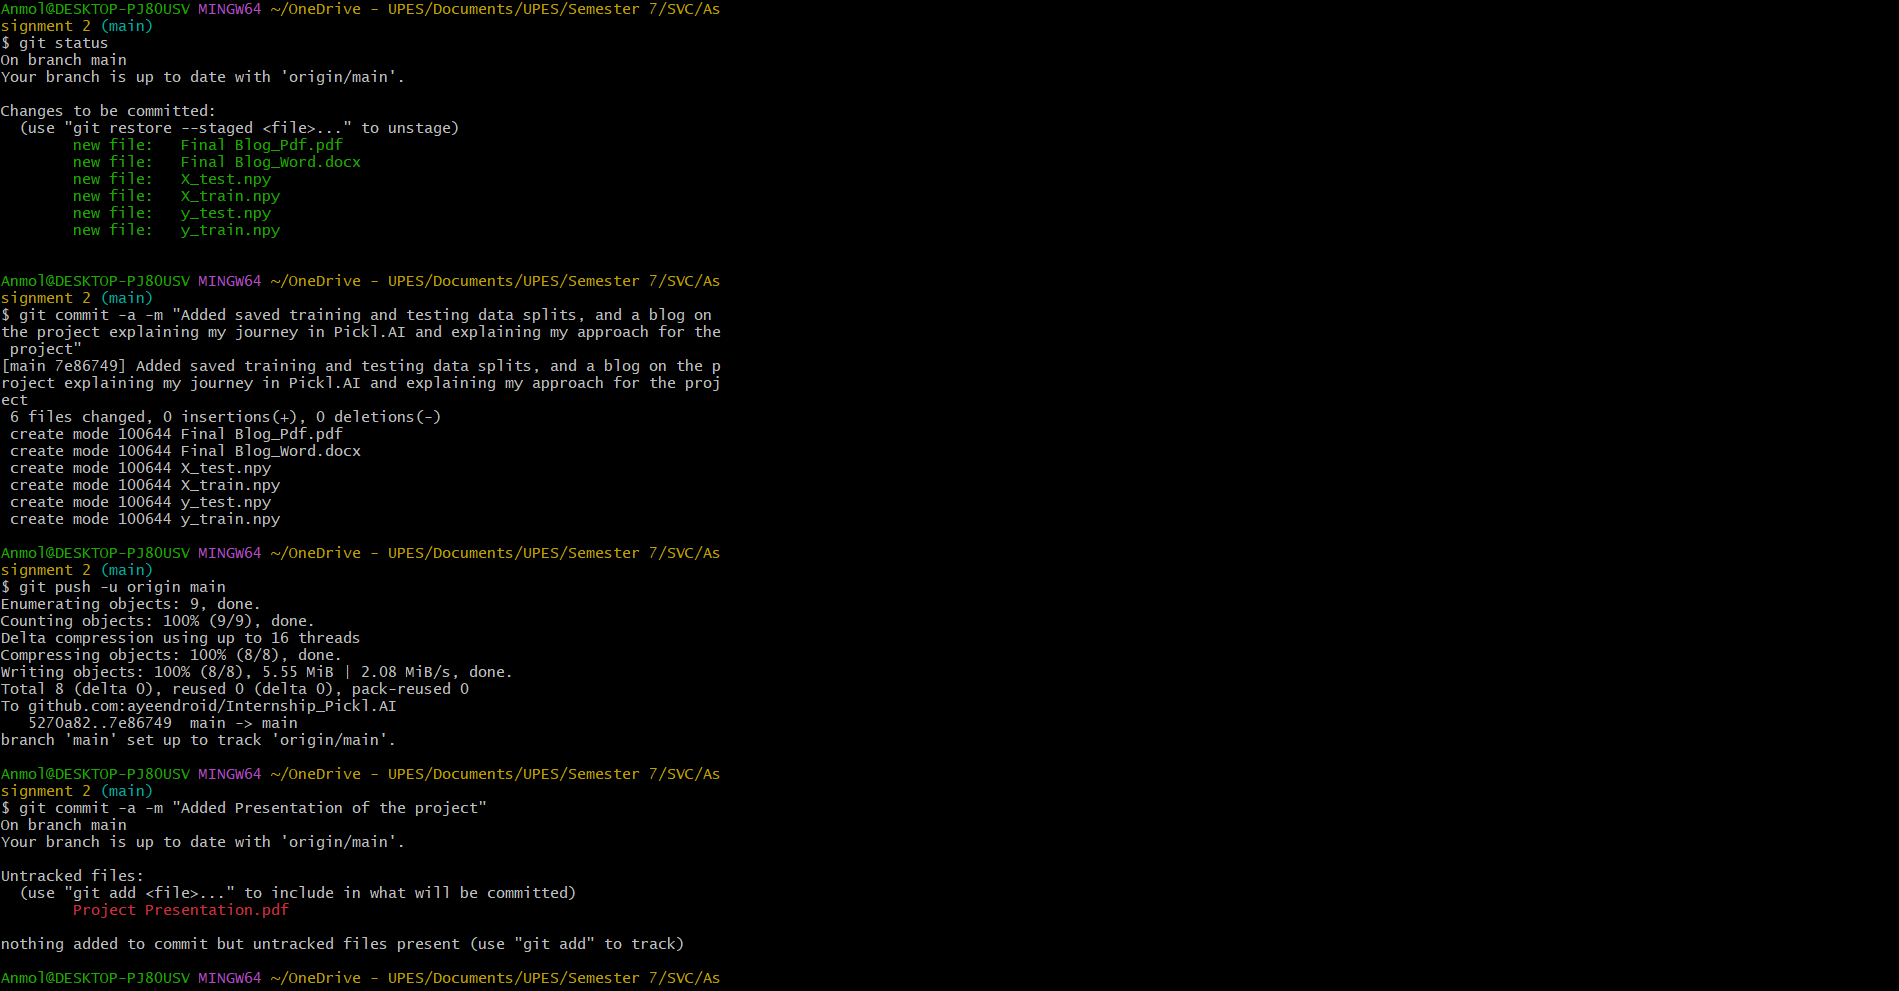 Anmol@DESKTOP-PJ80USV MINGW64 ~/OneDrive - UPES/Documents/UPES/Semester 7/SVC/As
signment 2 (main)
$ git status
On branch main
Your branch is up to date with 'origin/main'.

Changes to be committed:
  (use "git restore --staged <file>..." to unstage)
        new file:   Final Blog_Pdf.pdf
        new file:   Final Blog_Word.docx
        new file:   X_test.npy
        new file:   X_train.npy
        new file:   y_test.npy
        new file:   y_train.npy


Anmol@DESKTOP-PJ80USV MINGW64 ~/OneDrive - UPES/Documents/UPES/Semester 7/SVC/As
signment 2 (main)
$ git commit -a -m "Added saved training and testing data splits, and a blog on
the project explaining my journey in Pickl.AI and explaining my approach for the
 project"
[main 7e86749] Added saved training and testing data splits, and a blog on the p
roject explaining my journey in Pickl.AI and explaining my approach for the proj
ect
 6 files changed, 0 insertions(+), 0 deletions(-)
 create mode 100644 Final Blog_Pdf.pdf
 create mode 100644 Final Blog_Word.docx
 create mode 100644 X_test.npy
 create mode 100644 X_train.npy
 create mode 100644 y_test.npy
 create mode 100644 y_train.npy

Anmol@DESKTOP-PJ80USV MINGW64 ~/OneDrive - UPES/Documents/UPES/Semester 7/SVC/As
signment 2 (main)
$ git push -u origin main
Enumerating objects: 9, done.
Counting objects: 100% (9/9), done.
Delta compression using up to 16 threads
Compressing objects: 100% (8/8), done.
Writing objects: 100% (8/8), 5.55 MiB | 2.08 MiB/s, done.
Total 8 (delta 0), reused 0 (delta 0), pack-reused 0
To github.com:ayeendroid/Internship_Pickl.AI
   5270a82..7e86749  main -> main
branch 'main' set up to track 'origin/main'.

Anmol@DESKTOP-PJ80USV MINGW64 ~/OneDrive - UPES/Documents/UPES/Semester 7/SVC/As
signment 2 (main)
$ git commit -a -m "Added Presentation of the project"
On branch main
Your branch is up to date with 'origin/main'.

Untracked files:
  (use "git add <file>..." to include in what will be committed)
        Project Presentation.pdf

nothing added to commit but untracked files present (use "git add" to track)

Anmol@DESKTOP-PJ80USV MINGW64 ~/OneDrive - UPES/Documents/UPES/Semester 7/SVC/As